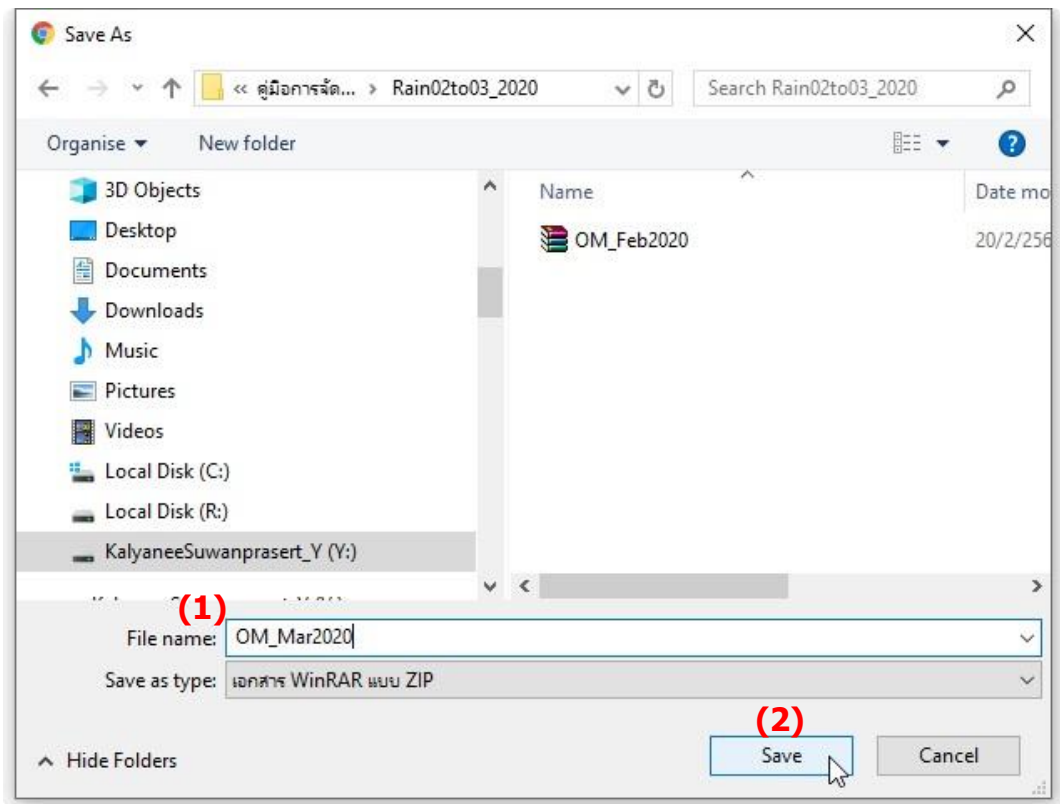 Save As
« คู่มือการจัด... › Rain02to03_2020
Search Rain02to03_2020
Organise
New folder
3D Objects
Desktop
Documents
Downloads
Music
Pictures
Videos
Local Disk (C:)
Local Disk (R:)
KalyaneeSuwanprasert_Y (Y:)
Name
Date mo
OM_Feb2020
20/2/256
(1)
File name: OM_Mar2020
Save as type: เอกสาร WinRAR แบบ ZIP
(2)
Hide Folders
Save
Cancel